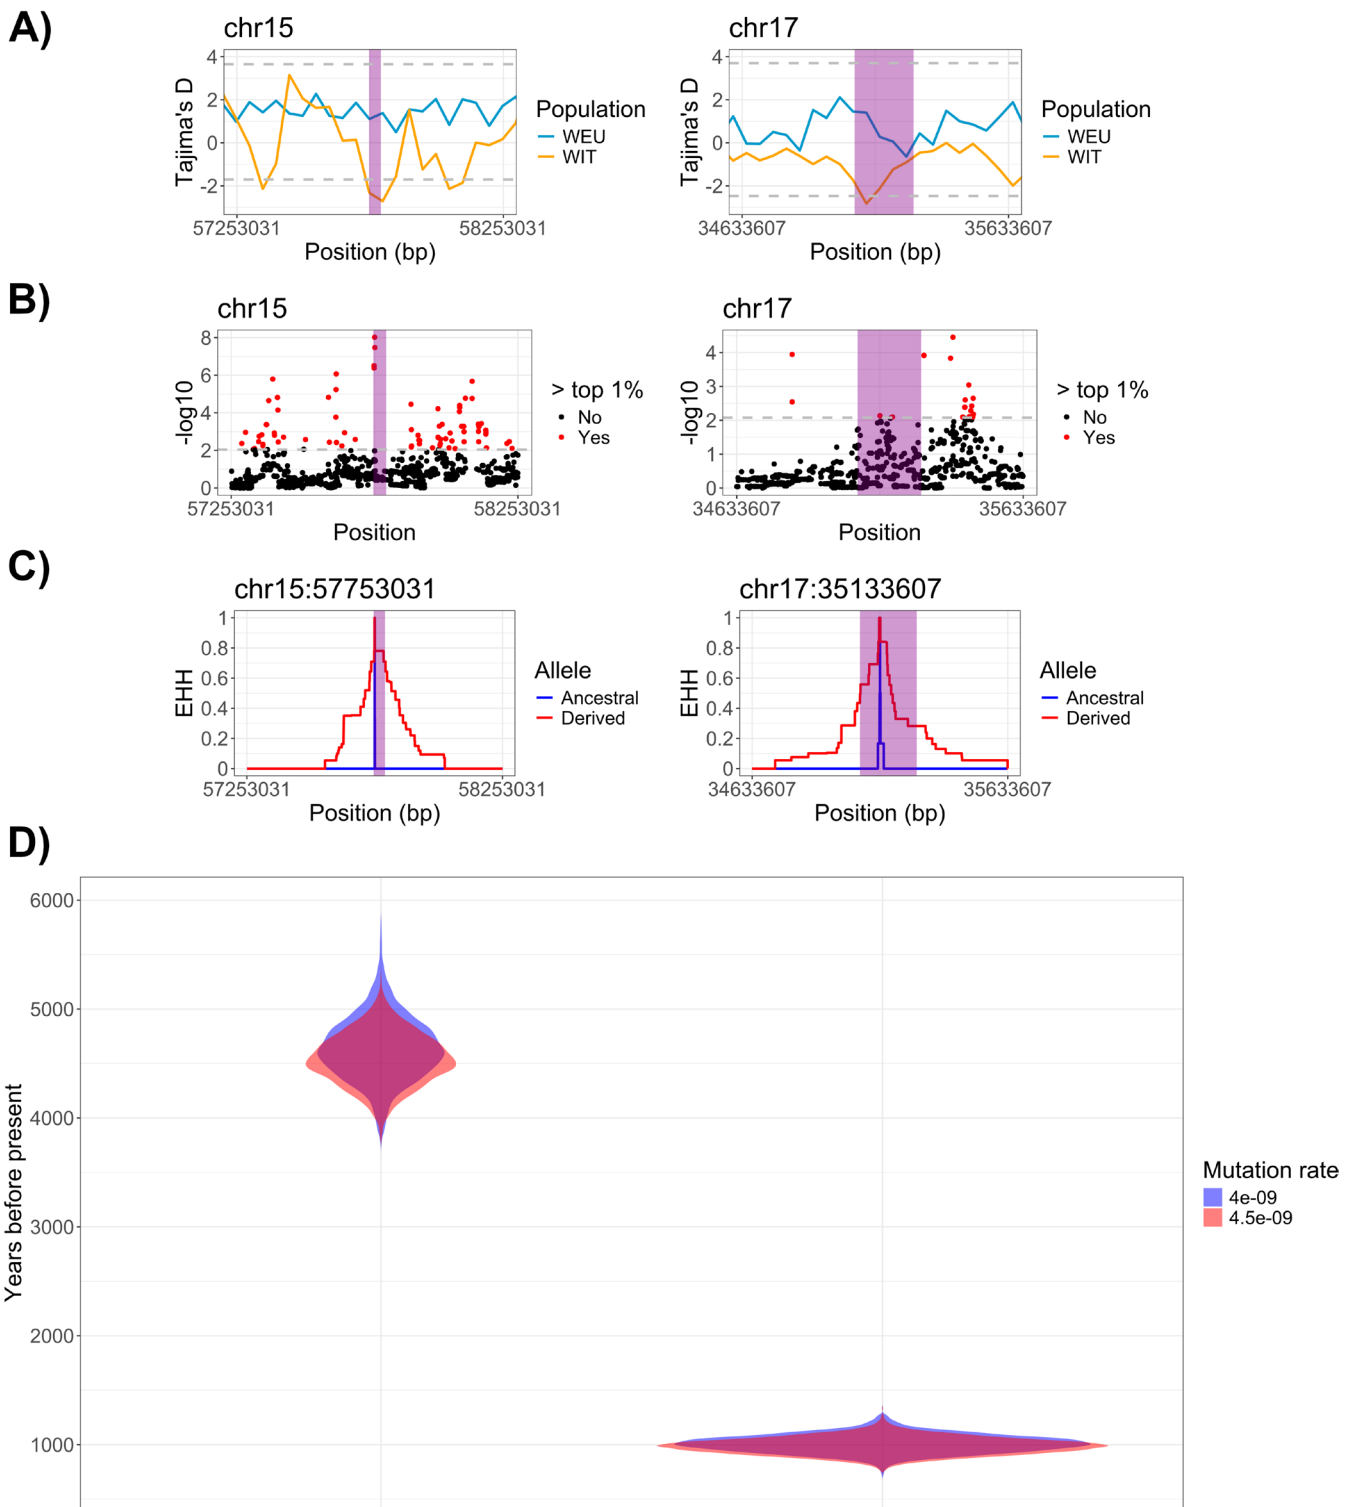 A)
chr15
chr17
Tajima's D
4
2
0
-2
57253031
58253031
Position (bp)
Population
WEU
WIT
Tajima's D
4
2
0
-2
34633607
35633607
Position (bp)
Population
WEU
WIT
B)
chr15
chr17
-log10
8
6
4
2
0
57253031
58253031
Position
> top 1%
No
Yes
-log10
4
3
2
1
0
34633607
35633607
Position
> top 1%
No
Yes
C)
chr15:57753031
chr17:35133607
EHH
1
0.8
0.6
0.4
0.2
0
57253031
58253031
Position (bp)
Allele
Ancestral
Derived
EHH
1
0.8
0.6
0.4
0.2
0
34633607
35633607
Position (bp)
Allele
Ancestral
Derived
D)
Years before present
6000
5000
4000
3000
2000
1000
Mutation rate
4e-09
4.5e-09